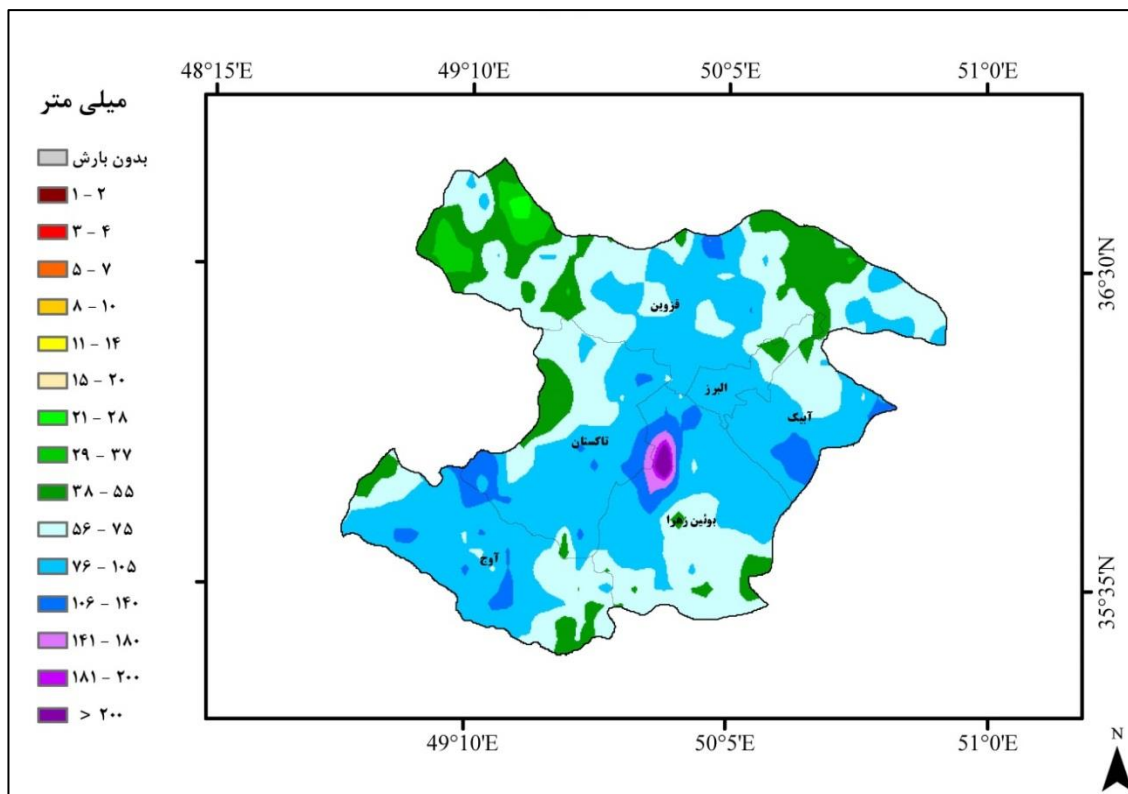 48°15'E 49°10'E 50°5'E 51°0'E
میلی متر
بدون بارش
۱ - ۲
۳ - ۴
۵ - ۷
۸ - ۱۰
۱۱ - ۱۴
۱۵ - ۲۰
۲۱ - ۲۸
۲۹ - ۳۷
۳۸ - ۵۵
۵۶ - ۷۵
۷۶ - ۱۰۵
۱۰۶ - ۱۴۰
۱۴۱ - ۱۸۰
۱۸۱ - ۲۰۰
> ۲۰۰
36°30'N
قزوین
البرز
آبیک
تاکستان
بوئین زهرا
آوج
35°35'N
49°10'E 50°5'E 51°0'E
N